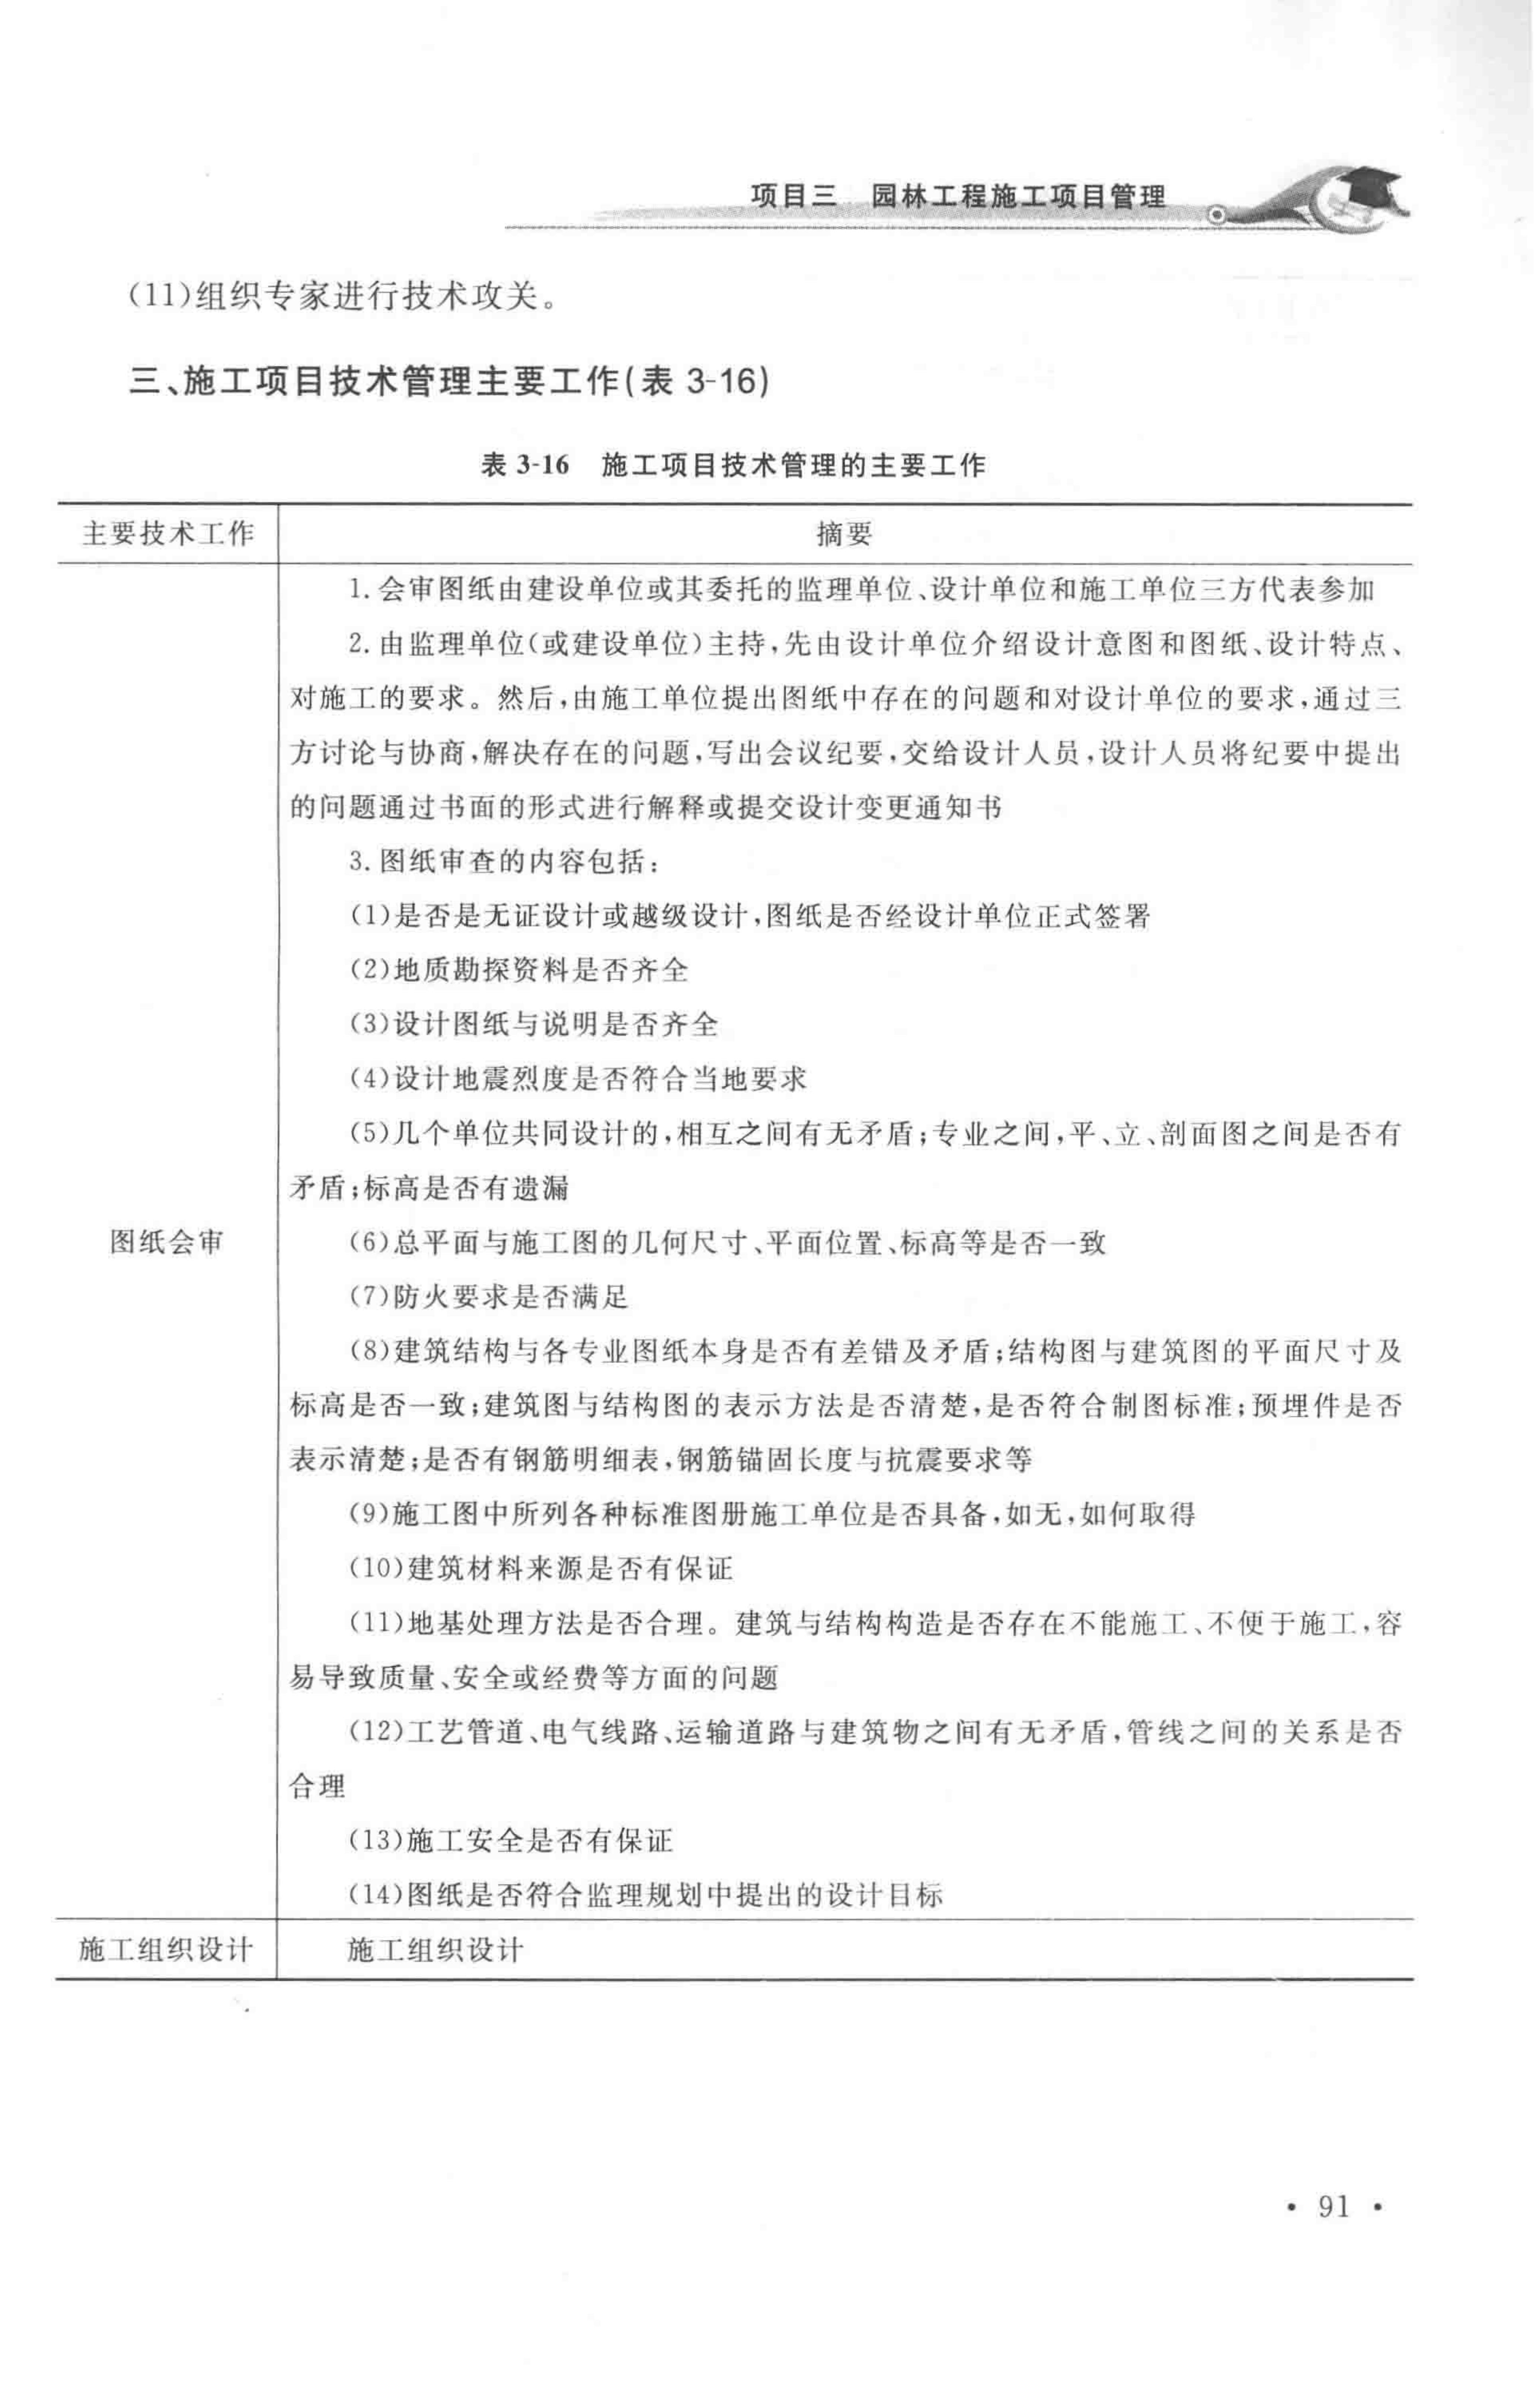 项目三　园林工程施工项目管理
(11)组织专家进行技术攻关。
三、施工项目技术管理主要工作(表 3-16)
表 3-16　施工项目技术管理的主要工作
主要技术工作　摘要
1. 会审图纸由建设单位或其委托的监理单位、设计单位和施工单位三方代表参加
2. 由监理单位(或建设单位)主持,先由设计单位介绍设计意图和图纸、设计特点、
对施工的要求。然后,由施工单位提出图纸中存在的问题和对设计单位的要求,通过三
方讨论与协商,解决存在的问题,写出会议纪要,交给设计人员,设计人员将纪要中提出
的问题通过书面的形式进行解释或提交设计变更通知书
3. 图纸审查的内容包括:
(1)是否是无证设计或越级设计,图纸是否经设计单位正式签署
(2)地质勘探资料是否齐全
(3)设计图纸与说明是否齐全
(4)设计地震烈度是否符合当地要求
(5)几个单位共同设计的,相互之间有无矛盾;专业之间,平、立、剖面图之间是否有
矛盾;标高是否有遗漏
图纸会审　(6)总平面与施工图的几何尺寸、平面位置、标高等是否一致
(7)防火要求是否满足
(8)建筑结构与各专业图纸本身是否有差错及矛盾;结构图与建筑图的平面尺寸及
标高是否一致;建筑图与结构图的表示方法是否清楚,是否符合制图标准;预埋件是否
表示清楚;是否有钢筋明细表,钢筋锚固长度与抗震要求等
(9)施工图中所列各种标准图册施工单位是否具备,如无,如何取得
(10)建筑材料来源是否有保证
(11)地基处理方法是否合理。建筑与结构构造是否存在不能施工、不便于施工,容
易导致质量、安全或经费等方面的问题
(12)工艺管道、电气线路、运输道路与建筑物之间有无矛盾,管线之间的关系是否
合理
(13)施工安全是否有保证
(14)图纸是否符合监理规划中提出的设计目标
施工组织设计　施工组织设计
• 91 •